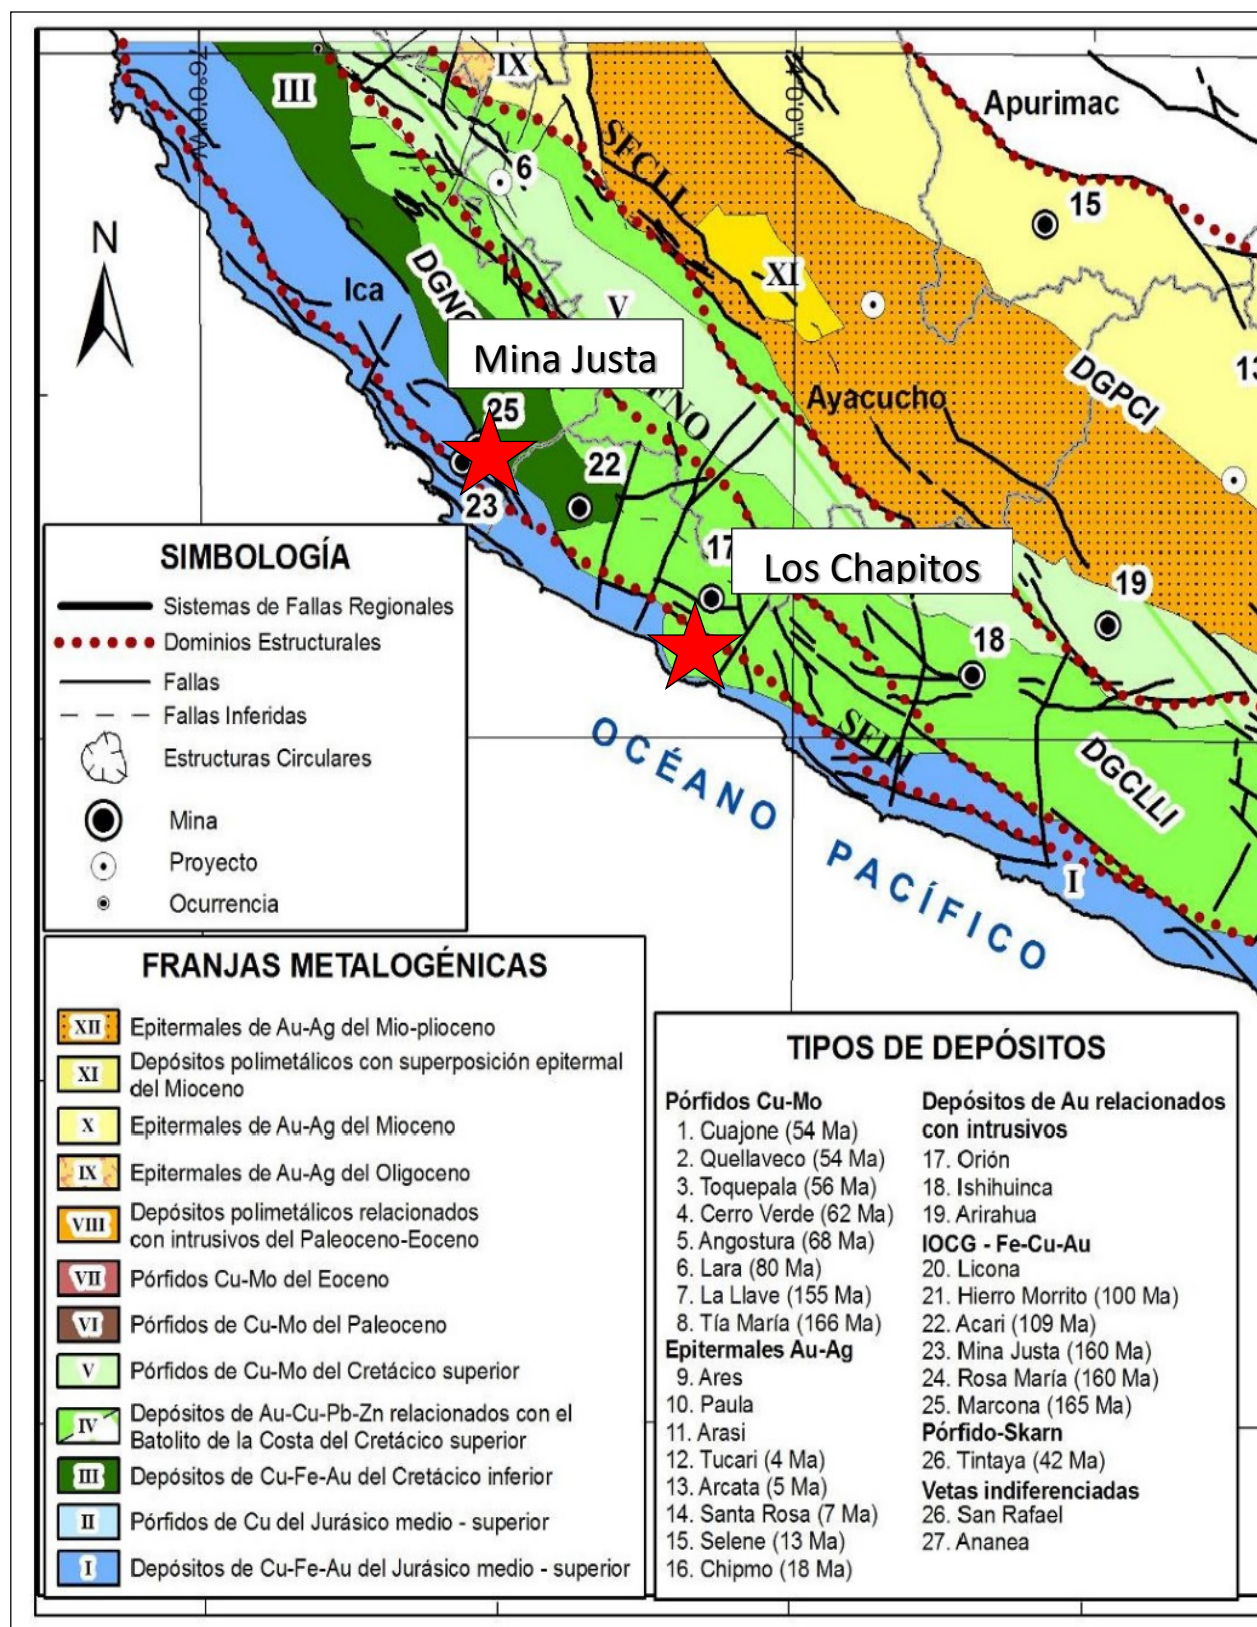 76°0'0"W
74°0'0"W
IX
III
Apurimac
SFCLL
6
15
XI
Ica
V
N
Mina Justa
DGPCI
13
Ayacucho
25
22
23
17
Los Chapitos
19
18
SFIN
DGCLLI
OCÉANO PACÍFICO
I
SIMBOLOGÍA
Sistemas de Fallas Regionales
Dominios Estructurales
Fallas
Fallas Inferidas
Estructuras Circulares
Mina
Proyecto
Ocurrencia
FRANJAS METALOGÉNICAS
XII Epitermales de Au-Ag del Mio-plioceno
XI Depósitos polimetálicos con superposición epitermal
del Mioceno
X Epitermales de Au-Ag del Mioceno
IX Epitermales de Au-Ag del Oligoceno
VIII Depósitos polimetálicos relacionados
con intrusivos del Paleoceno-Eoceno
VII Pórfidos Cu-Mo del Eoceno
VI Pórfidos de Cu-Mo del Paleoceno
V Pórfidos de Cu-Mo del Cretácico superior
IV Depósitos de Au-Cu-Pb-Zn relacionados con el
Batolito de la Costa del Cretácico superior
III Depósitos de Cu-Fe-Au del Cretácico inferior
II Pórfidos de Cu del Jurásico medio - superior
I Depósitos de Cu-Fe-Au del Jurásico medio - superior
TIPOS DE DEPÓSITOS
Pórfidos Cu-Mo
1. Cuajone (54 Ma)
2. Quellaveco (54 Ma)
3. Toquepala (56 Ma)
4. Cerro Verde (62 Ma)
5. Angostura (68 Ma)
6. Lara (80 Ma)
7. La Llave (155 Ma)
8. Tía María (166 Ma)
Epitermales Au-Ag
9. Ares
10. Paula
11. Arasi
12. Tucari (4 Ma)
13. Arcata (5 Ma)
14. Santa Rosa (7 Ma)
15. Selene (13 Ma)
16. Chipmo (18 Ma)
Depósitos de Au relacionados
con intrusivos
17. Orión
18. Ishihuinca
19. Arirahua
IOCG - Fe-Cu-Au
20. Licona
21. Hierro Morrito (100 Ma)
22. Acari (109 Ma)
23. Mina Justa (160 Ma)
24. Rosa María (160 Ma)
25. Marcona (165 Ma)
Pórfido-Skarn
26. Tintaya (42 Ma)
Vetas indiferenciadas
26. San Rafael
27. Ananea